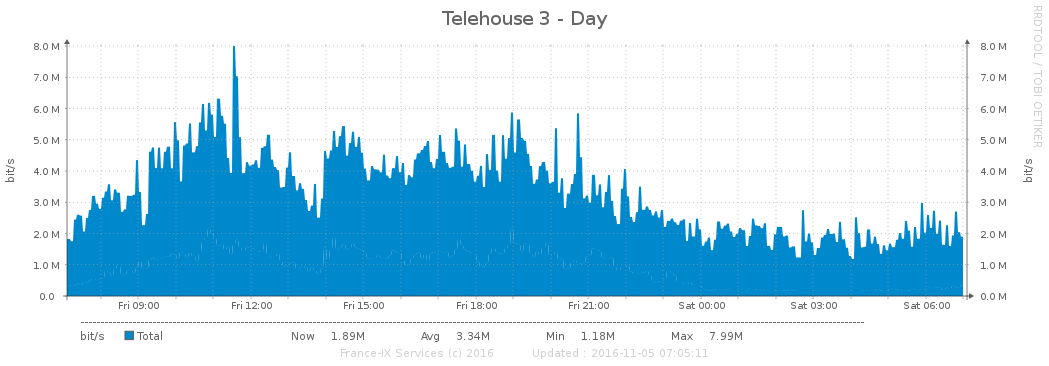 Telehouse 3 - Day
RRDTOOL / TOBI OETIKER
bit/s
8.0 M
7.0 M
6.0 M
5.0 M
4.0 M
3.0 M
2.0 M
1.0 M
0.0
8.0 M
7.0 M
6.0 M
5.0 M
4.0 M
3.0 M
2.0 M
1.0 M
0.0 M
bit/s
Fri 09:00 Fri 12:00 Fri 15:00 Fri 18:00 Fri 21:00 Sat 00:00 Sat 03:00 Sat 06:00
bit/s Total Now 1.89M Avg 3.34M Min 1.18M Max 7.99M
France-IX Services (c) 2016 Updated : 2016-11-05 07:05:11